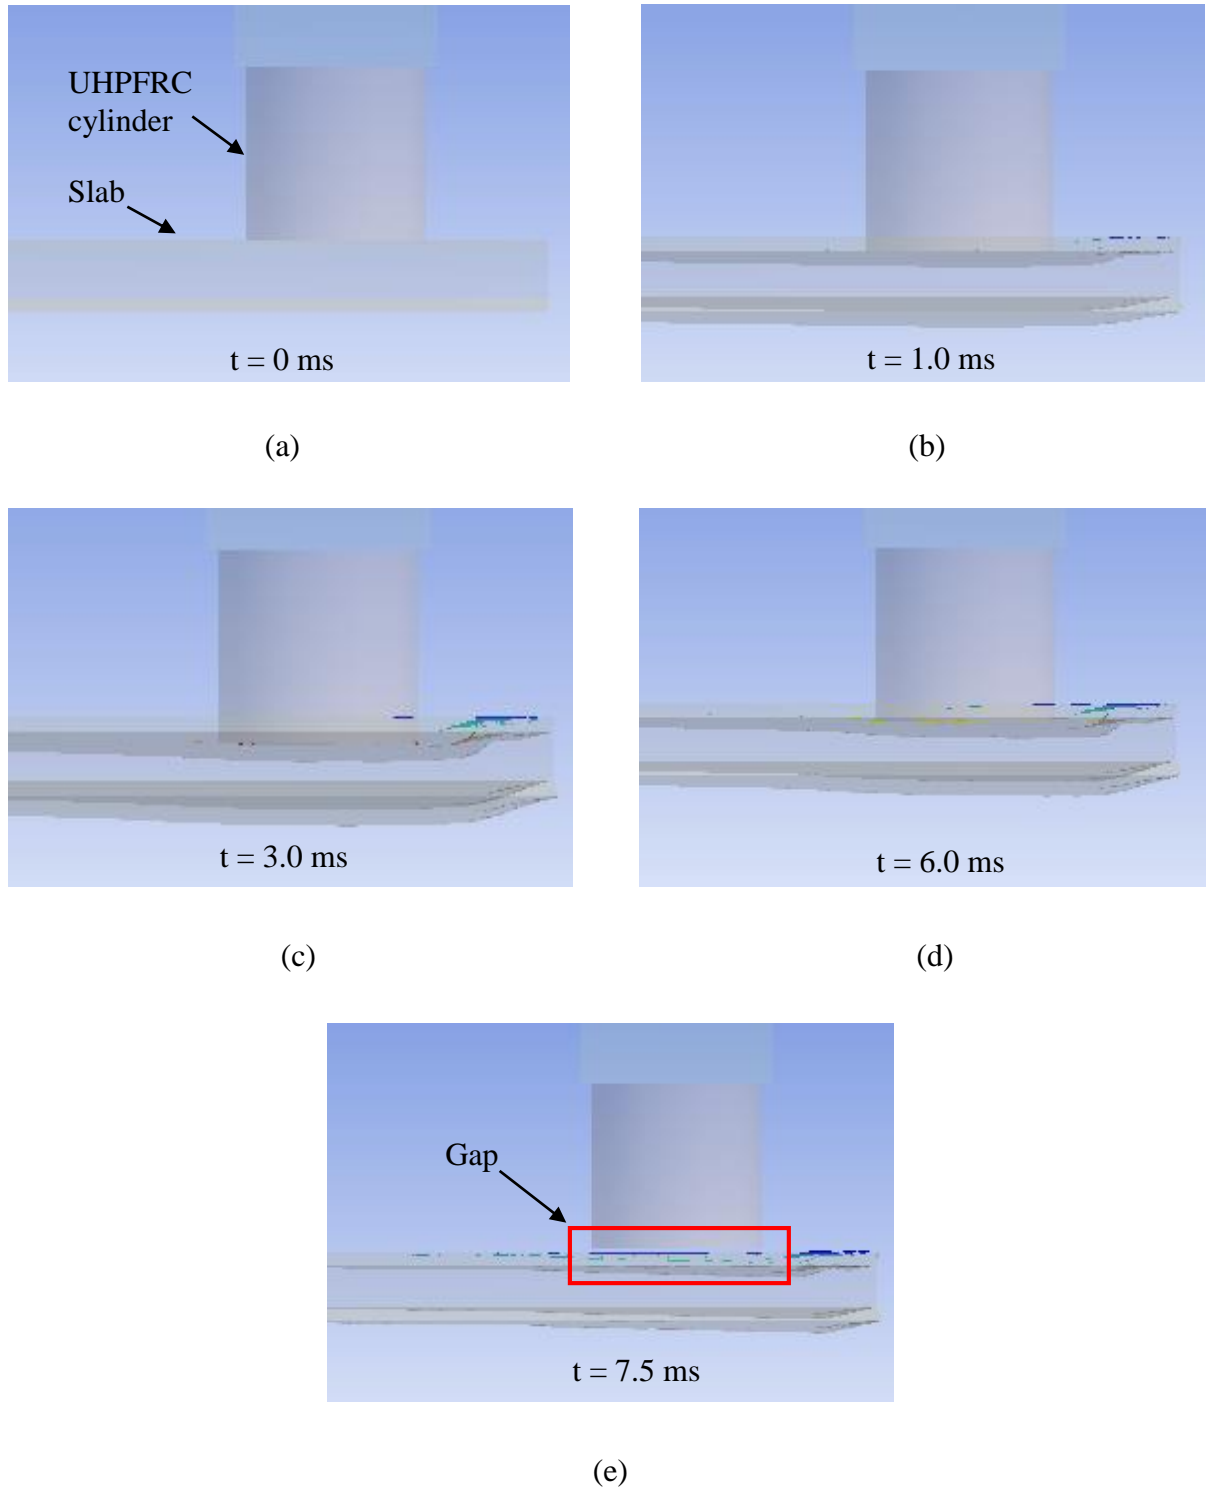 UHPFRC
cylinder
Slab
t = 0 ms
(a)
t = 1.0 ms
(b)
t = 3.0 ms
(c)
t = 6.0 ms
(d)
Gap
t = 7.5 ms
(e)